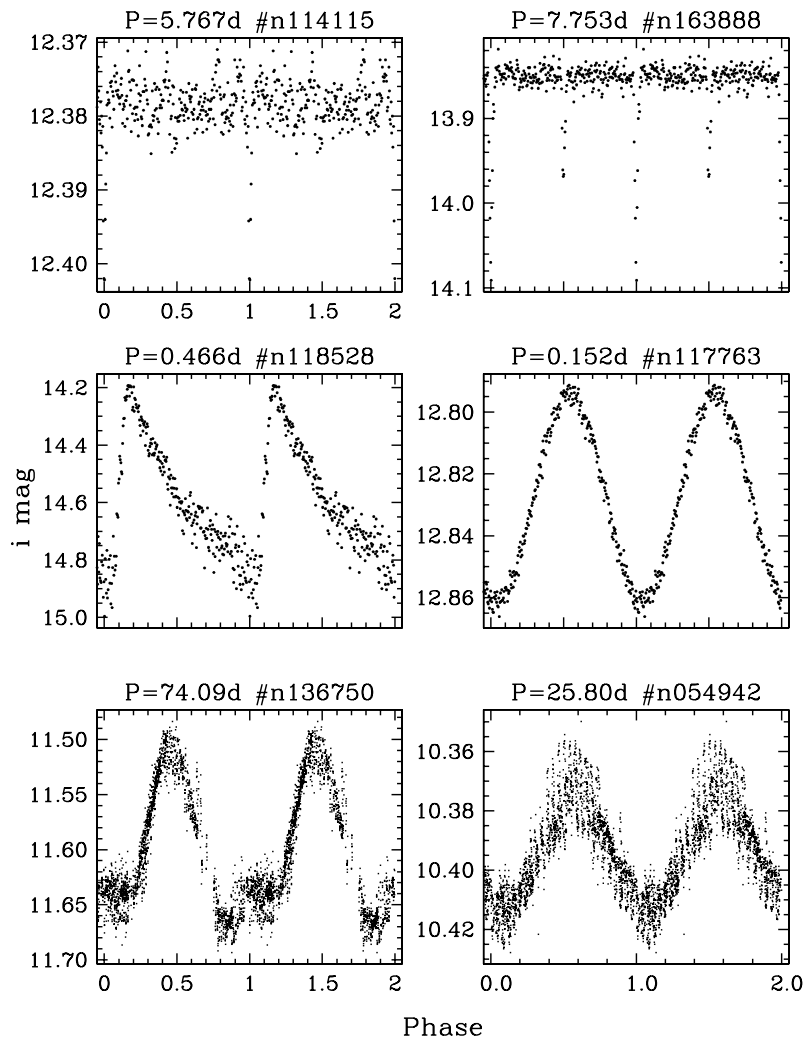 P=5.767d #n114115
P=7.753d #n163888
12.37
12.38
12.39
12.40
0 0.5 1 1.5 2
13.9
14.0
14.1
P=0.466d #n118528
P=0.152d #n117763
14.2
14.4
14.6
14.8
15.0
12.80
12.82
12.84
12.86
i mag
P=74.09d #n136750
P=25.80d #n054942
11.50
11.55
11.60
11.65
11.70
0 0.5 1 1.5 2
10.36
10.38
10.40
10.42
0.0 1.0 2.0
Phase